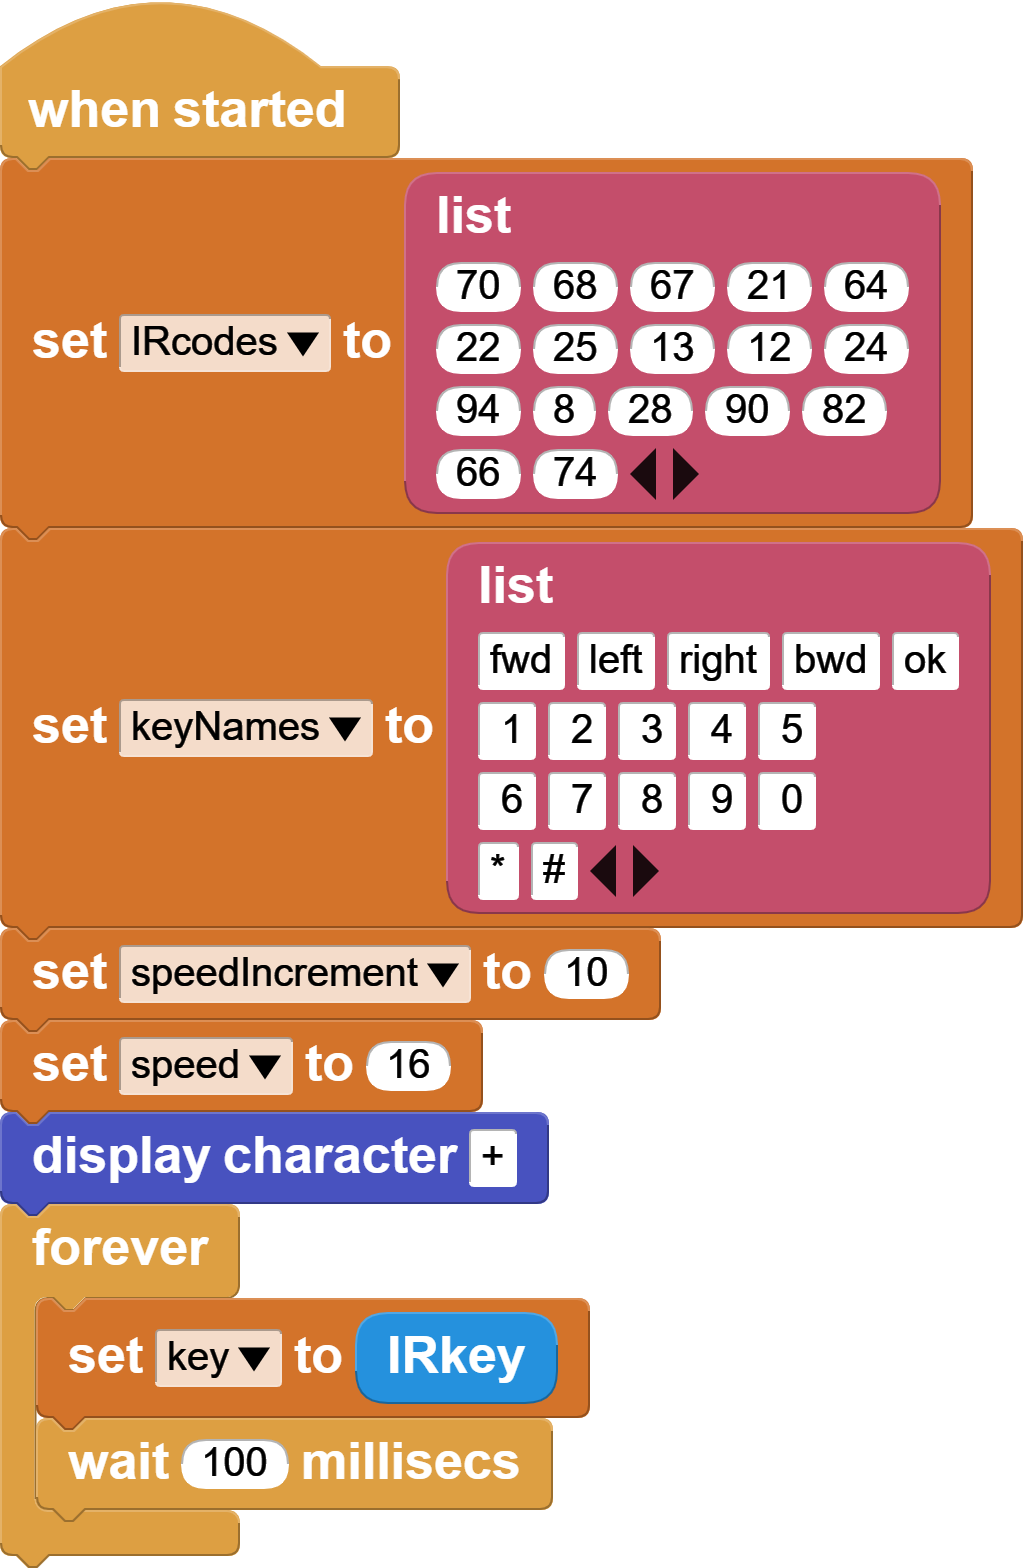 when started
list
70 68 67 21 64
22 25 13 12 24
set IRcodes to
94 8 28 90 82
66 74
list
fwd left right bwd ok
set keyNames to
1 2 3 4 5
6 7 8 9 0
* #
set speedIncrement to 10
set speed to 16
display character +
forever
set key to IRkey
wait 100 millisecs